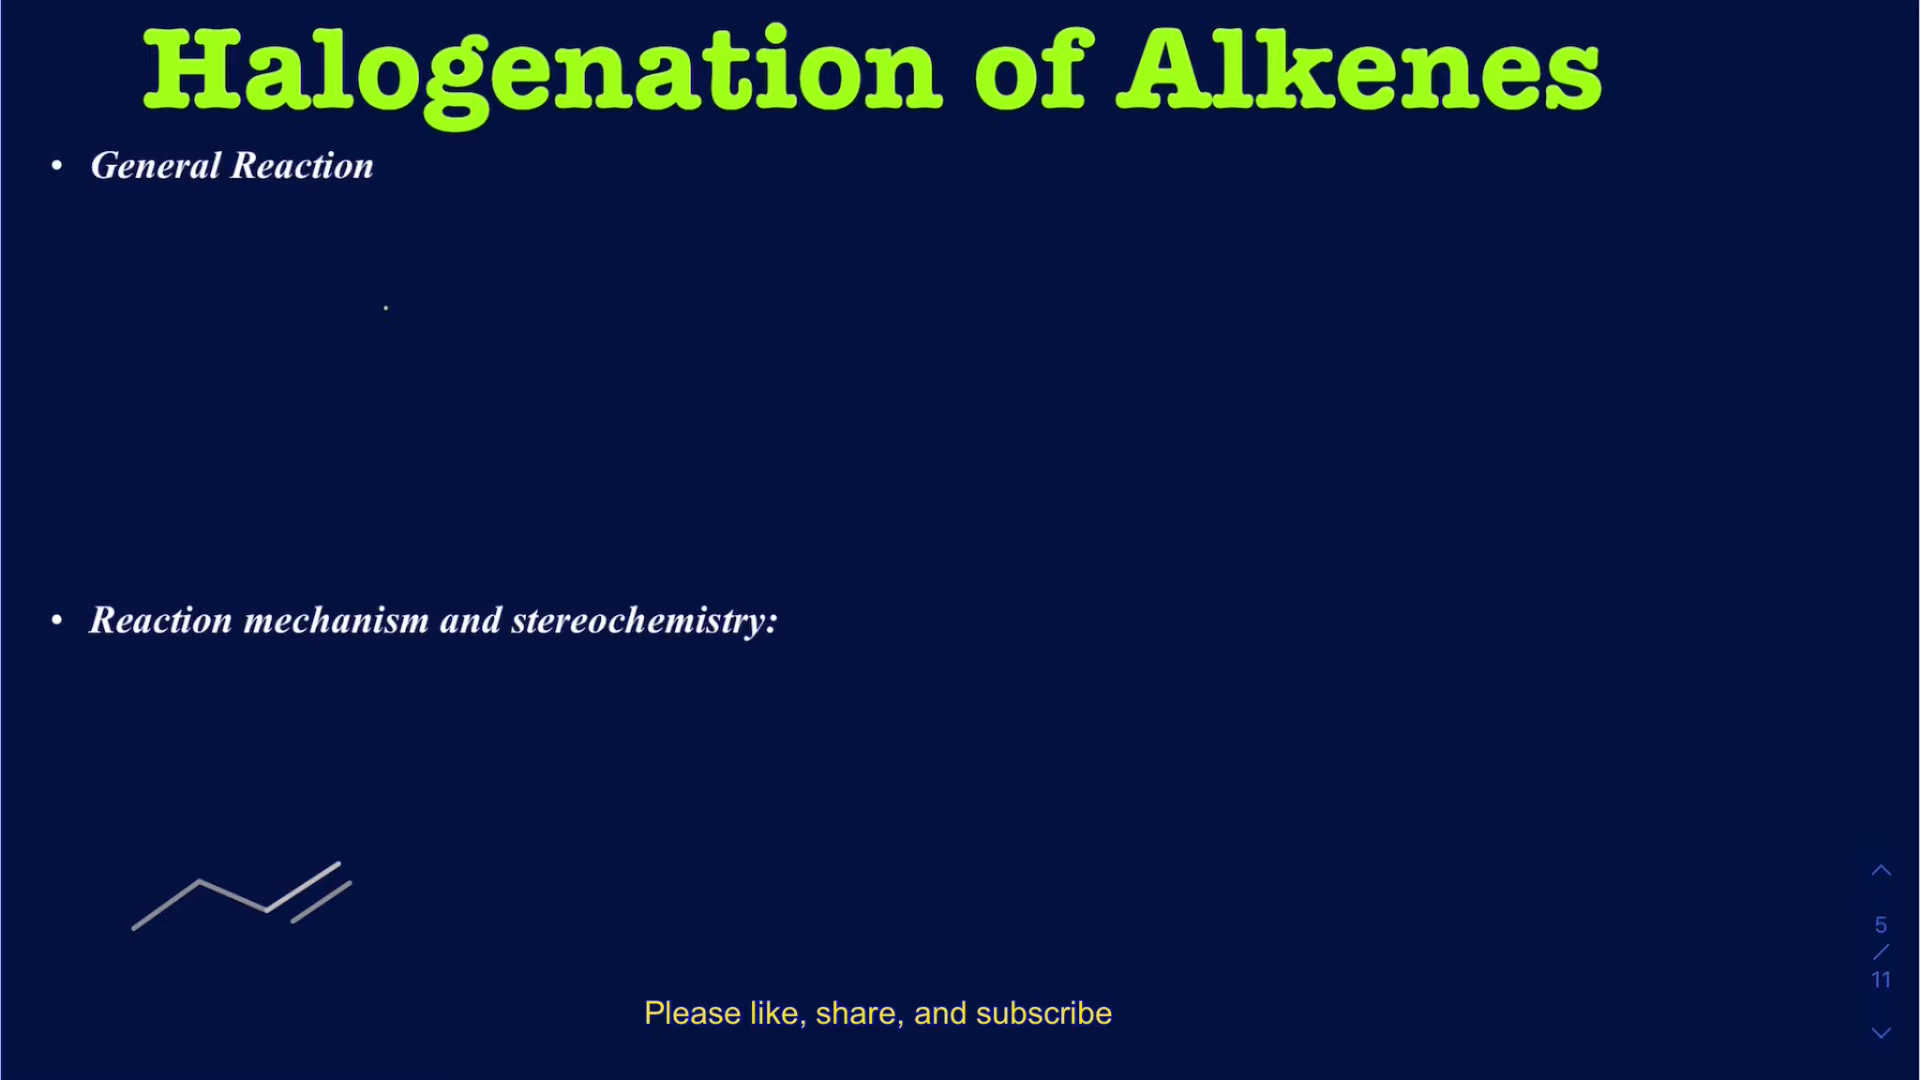 Halogenation of Alkenes
• General Reaction
• Reaction mechanism and stereochemistry:
5
/
11
Please like, share, and subscribe